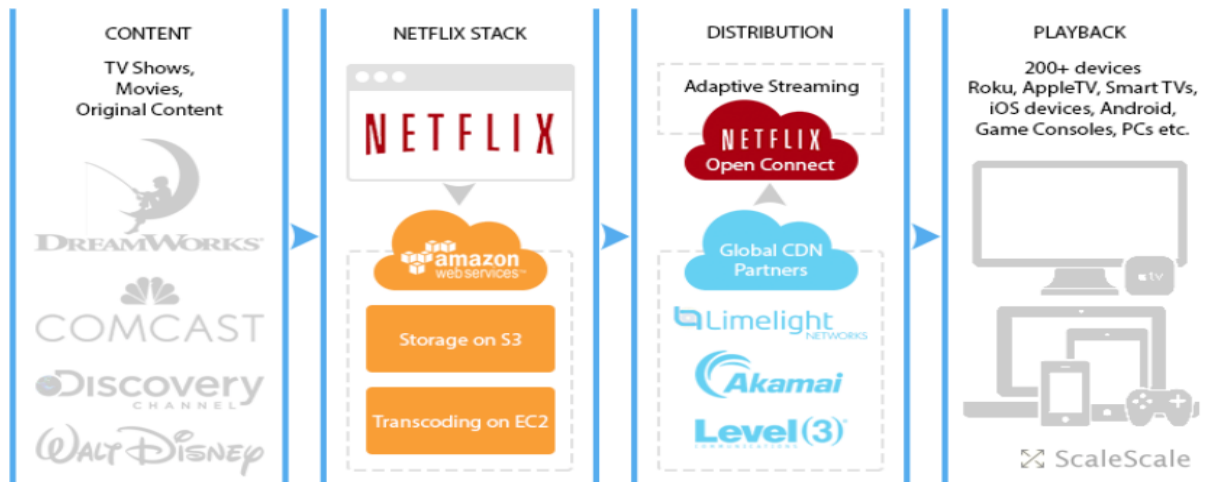 CONTENT
TV Shows,
Movies,
Original Content
DREAMWORKS
COMCAST
Discovery
CHANNEL
WALT DISNEY
NETFLIX STACK
NETFLIX
amazon
webservices™
Storage on S3
Transcoding on EC2
DISTRIBUTION
Adaptive Streaming
NETFLIX
Open Connect
Global CDN
Partners
Limelight
NETWORKS
Akamai
Level(3)
COMMUNICATIONS
PLAYBACK
200+ devices
Roku, AppleTV, Smart TVs,
iOS devices, Android,
Game Consoles, PCs etc.
tv
ScaleScale